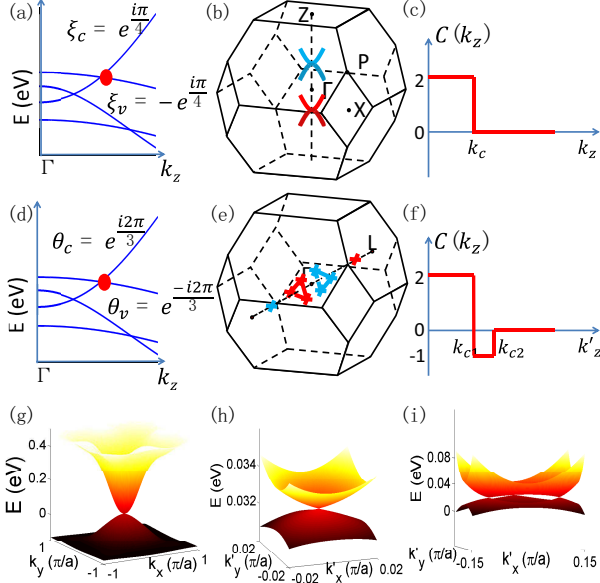 (a)
ξc = e^(iπ/4)
ξv = − e^(iπ/4)
E (eV)
Γ
kz
(b)
Z
P
Γ
X
(c)
C (kz)
2
0
kc
kz
(d)
θc = e^(i2π/3)
θv = e^(−i2π/3)
E (eV)
Γ
kz
(e)
L
(f)
C(kz)
2
0
-1
kc1
kc2
k'z
(g)
E (eV)
0.4
0.2
0
1
-1
-1
1
ky (π/a)
kx (π/a)
(h)
E (eV)
0.034
0.032
0.02
-0.02
-0.02
0.02
k'y (π/a)
k'x (π/a)
(i)
E (eV)
0.08
0.04
0
-0.15
0.15
k'y (π/a)
k'x (π/a)